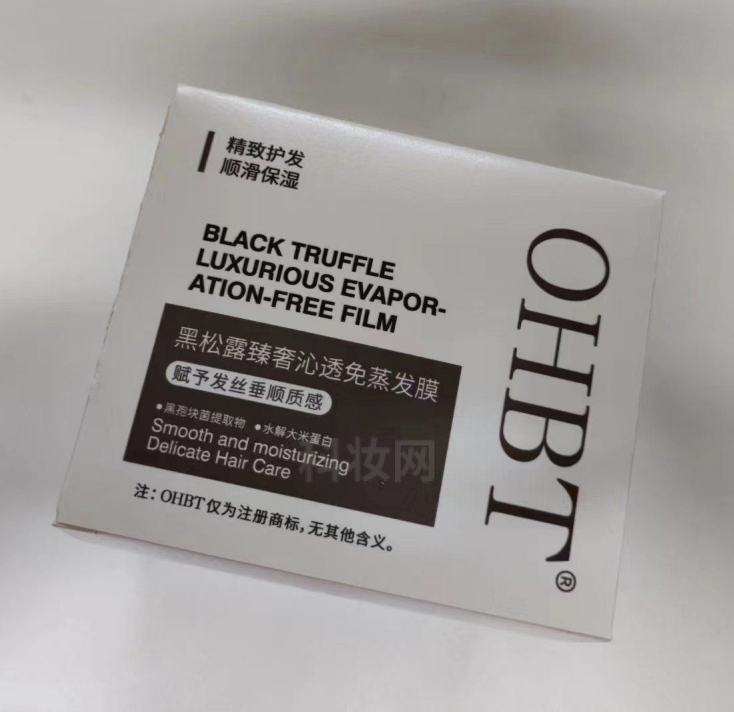 精致护发
顺滑保湿
BLACK TRUFFLE
LUXURIOUS EVAPOR-
ATION-FREE FILM
黑松露臻奢沁透免蒸发膜
赋予发丝垂顺质感
•黑孢块菌提取物 •水解大米蛋白
Smooth and moisturizing
Delicate Hair Care
注：OHBT仅为注册商标，无其他含义。
OHBT®
科妆网